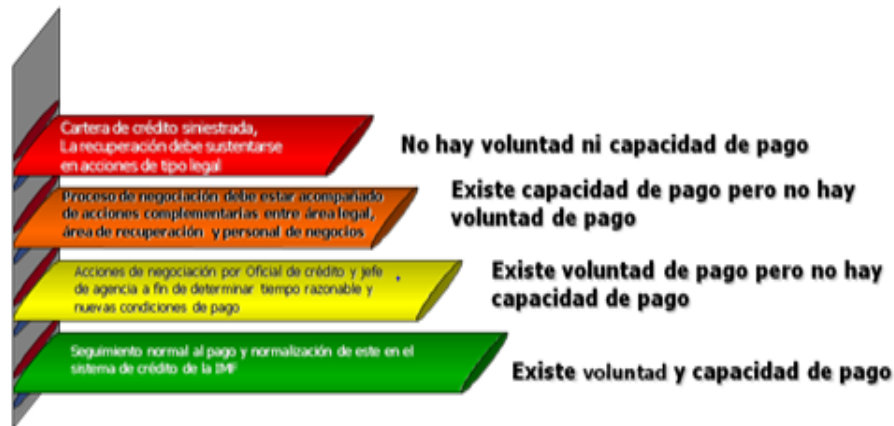 Cartera de crédito siniestrada,
La recuperación debe sustentarse
en acciones de tipo legal
No hay voluntad ni capacidad de pago
Proceso de negociación debe estar acompañado
de acciones complementarias entre área legal,
área de recuperación y personal de negocios
Existe capacidad de pago pero no hay
voluntad de pago
Acciones de negociación por Oficial de crédito y jefe
de agencia a fin de determinar tiempo razonable y
nuevas condiciones de pago
Existe voluntad de pago pero no hay
capacidad de pago
Seguimiento normal al pago y normalización de este en el
sistema de crédito de la IMF
Existe voluntad y capacidad de pago